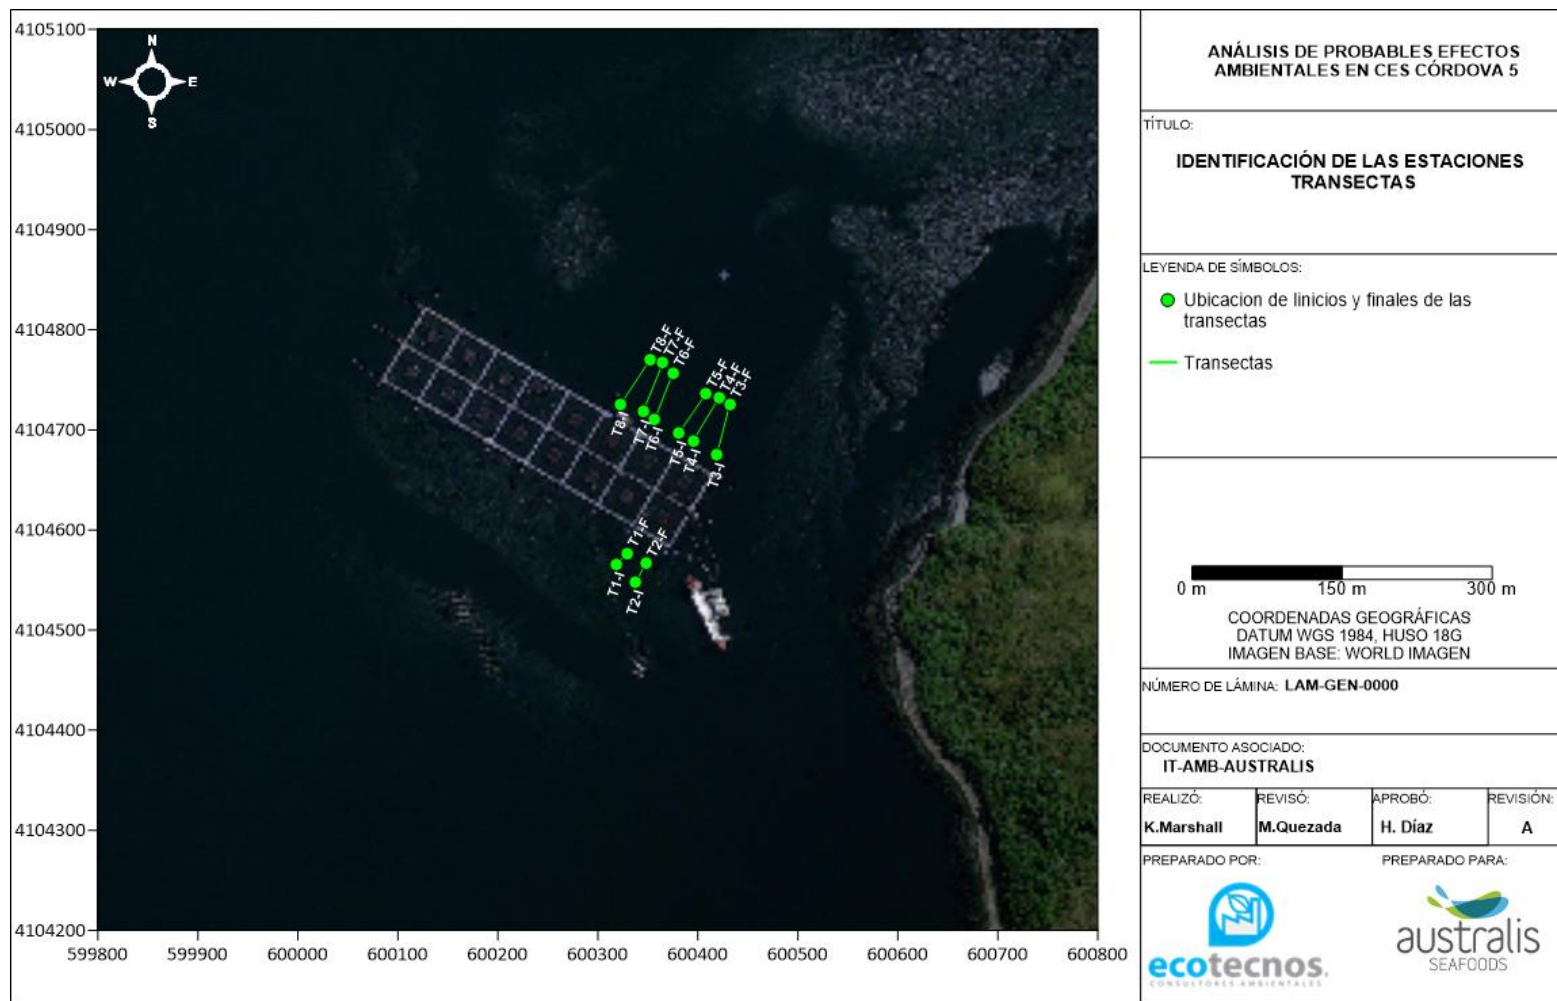 4105100
4105000
4104900
4104800
4104700
4104600
4104500
4104400
4104300
4104200
599800
599900
600000
600100
600200
600300
600400
600500
600600
600700
600800
N
W
E
S
T8-F
T7-F
T6-F
T5-F
T4-F
T3-F
T8-I
T7-I
T6-I
T5-I
T4-I
T3-I
T1-F
T2-F
T1-I
T2-I
ANÁLISIS DE PROBABLES EFECTOS
AMBIENTALES EN CES CÓRDOVA 5
TÍTULO:
IDENTIFICACIÓN DE LAS ESTACIONES
TRANSECTAS
LEYENDA DE SÍMBOLOS:
Ubicacion de linicios y finales de las
transectas
Transectas
0 m 150 m 300 m
COORDENADAS GEOGRÁFICAS
DATUM WGS 1984, HUSO 18G
IMAGEN BASE: WORLD IMAGEN
NÚMERO DE LÁMINA: LAM-GEN-0000
DOCUMENTO ASOCIADO:
IT-AMB-AUSTRALIS
REALIZÓ: REVISÓ: APROBÓ: REVISIÓN:
K.Marshall M.Quezada H. Díaz A
PREPARADO POR: PREPARADO PARA:
ecotecnos.
CONSULTORES AMBIENTALES
australis
SEAFOODS